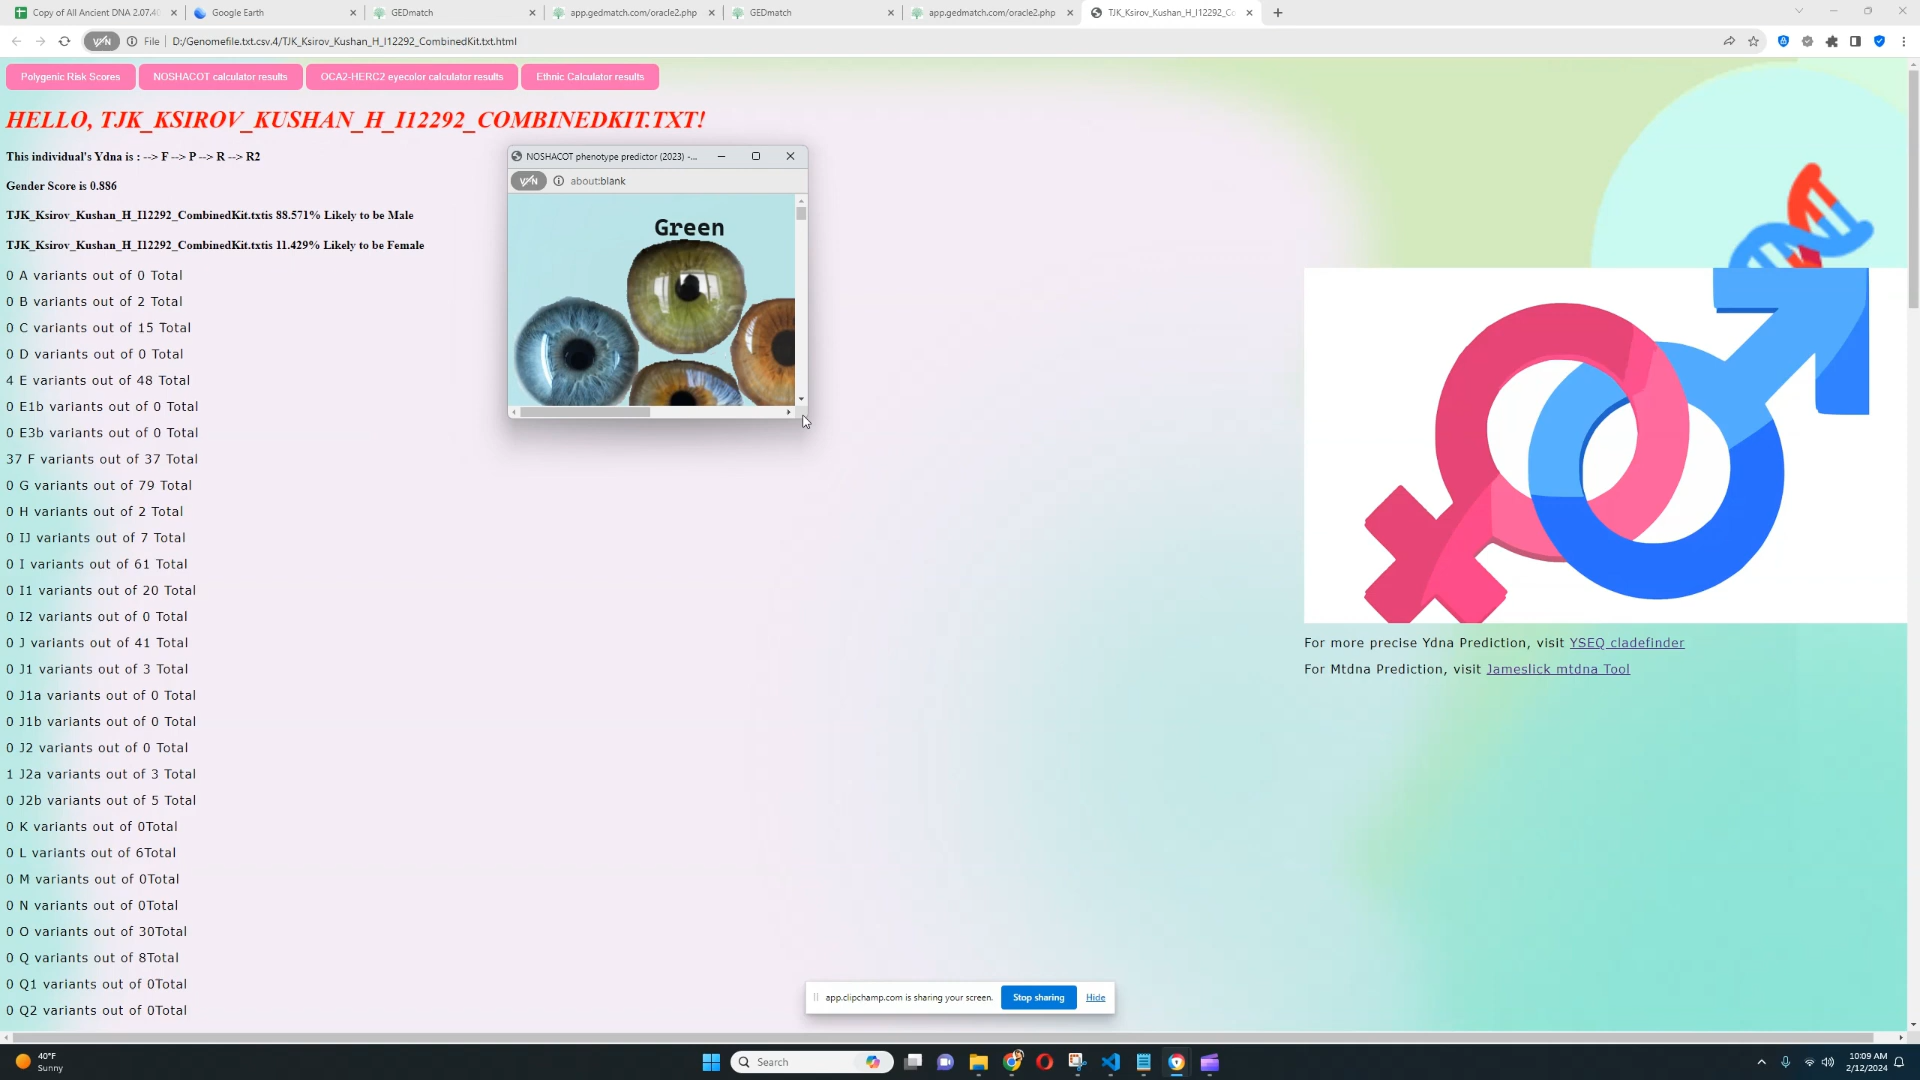 Copy of All Ancient DNA 2.07.40
Google Earth
GEDmatch
app.gedmatch.com/oracle2.php
GEDmatch
app.gedmatch.com/oracle2.php
TJK_Ksirov_Kushan_H_I12292_Co
VPN
File
D:/Genomefile.txt.csv.4/TJK_Ksirov_Kushan_H_I12292_CombinedKit.txt.html
Polygenic Risk Scores
NOSHACOT calculator results
OCA2-HERC2 eyecolor calculator results
Ethnic Calculator results
HELLO, TJK_KSIROV_KUSHAN_H_I12292_COMBINEDKIT.TXT!
This individual's Ydna is : --> F --> P --> R --> R2
Gender Score is 0.886
TJK_Ksirov_Kushan_H_I12292_CombinedKit.txtis 88.571% Likely to be Male
TJK_Ksirov_Kushan_H_I12292_CombinedKit.txtis 11.429% Likely to be Female
0 A variants out of 0 Total
0 B variants out of 2 Total
0 C variants out of 15 Total
0 D variants out of 0 Total
4 E variants out of 48 Total
0 E1b variants out of 0 Total
0 E3b variants out of 0 Total
37 F variants out of 37 Total
0 G variants out of 79 Total
0 H variants out of 2 Total
0 IJ variants out of 7 Total
0 I variants out of 61 Total
0 I1 variants out of 20 Total
0 I2 variants out of 0 Total
0 J variants out of 41 Total
0 J1 variants out of 3 Total
0 J1a variants out of 0 Total
0 J1b variants out of 0 Total
0 J2 variants out of 0 Total
1 J2a variants out of 3 Total
0 J2b variants out of 5 Total
0 K variants out of 0Total
0 L variants out of 6Total
0 M variants out of 0Total
0 N variants out of 0Total
0 O variants out of 30Total
0 Q variants out of 8Total
0 Q1 variants out of 0Total
0 Q2 variants out of 0Total
NOSHACOT phenotype predictor (2023) -...
VPN
about:blank
Green
For more precise Ydna Prediction, visit YSEQ cladefinder
For Mtdna Prediction, visit Jameslick mtdna Tool
app.clipchamp.com is sharing your screen.
Stop sharing
Hide
40°F
Sunny
Search
10:09 AM
2/12/2024